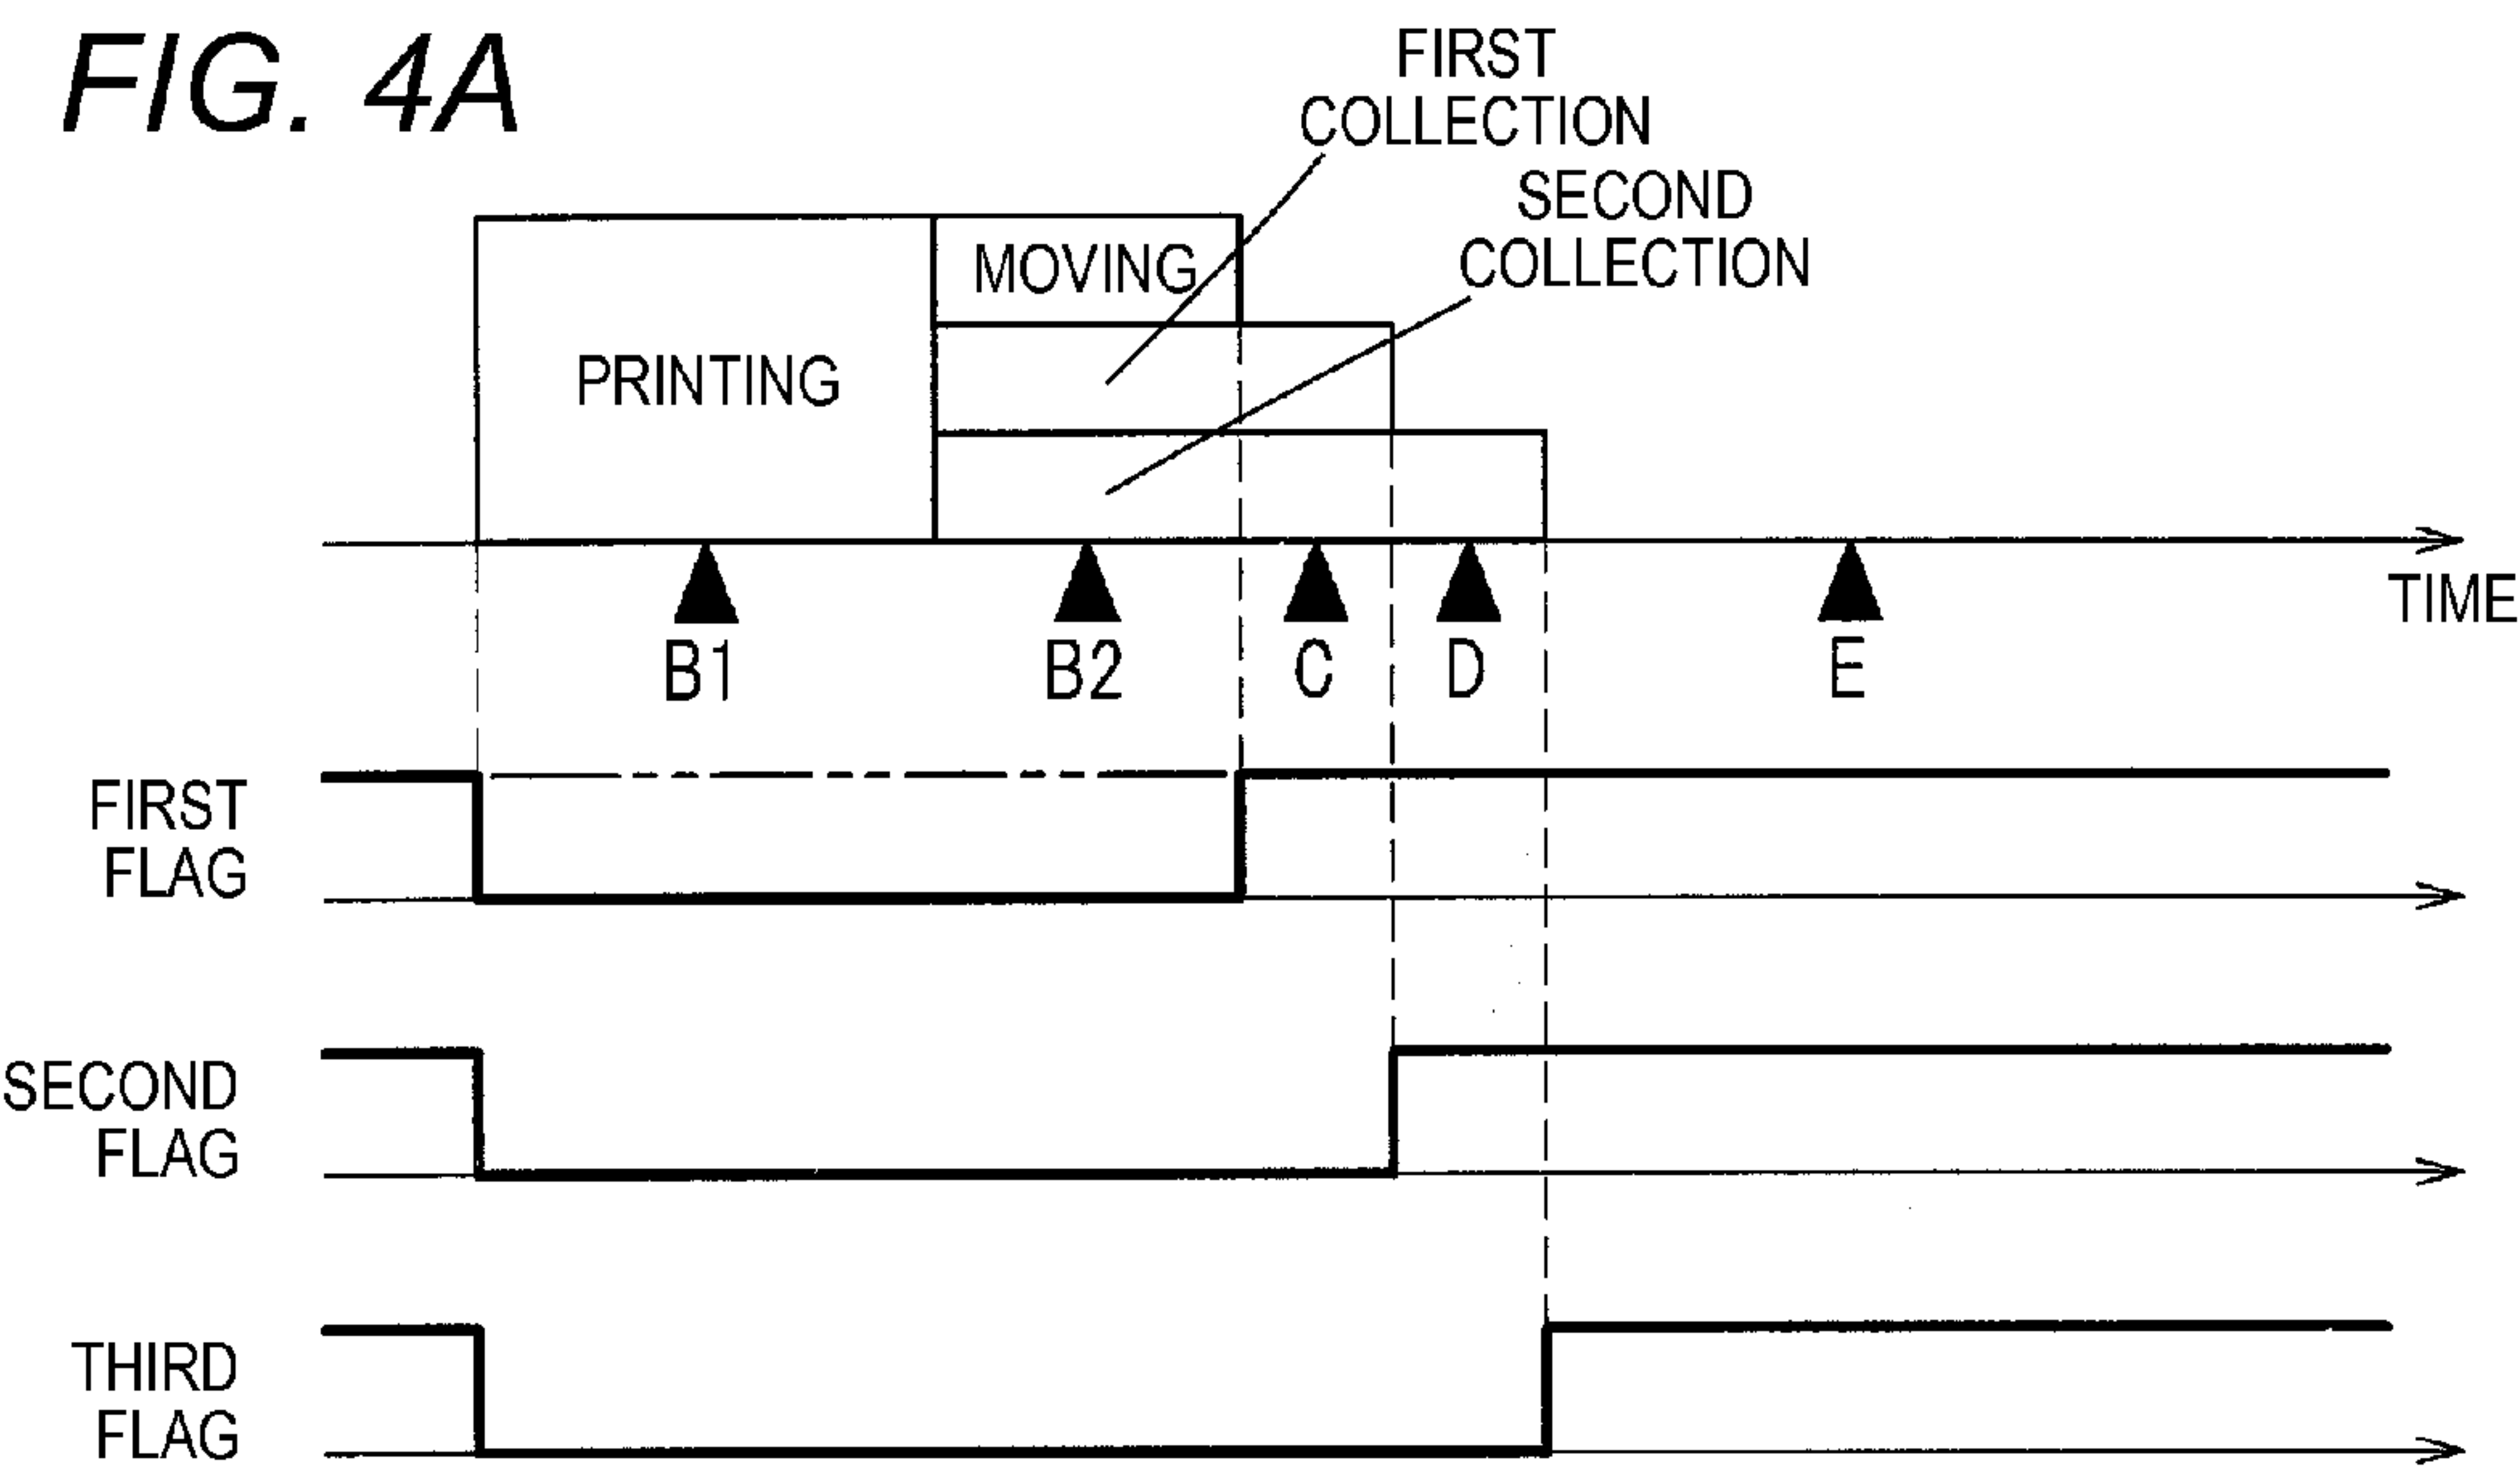 FIG. 4A
FIRST
COLLECTION
SECOND
COLLECTION
MOVING
PRINTING
TIME
B1
B2
C
D
E
FIRST
FLAG
SECOND
FLAG
THIRD
FLAG